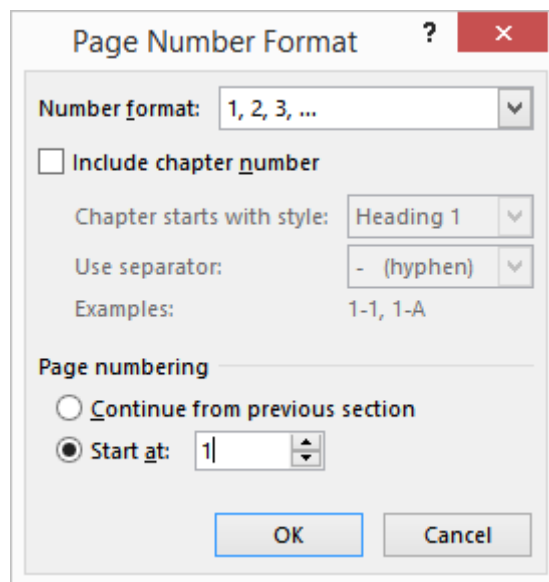 Page Number Format ? ×
Number format: 1, 2, 3, ...
Include chapter number
Chapter starts with style: Heading 1
Use separator: - (hyphen)
Examples: 1-1, 1-A
Page numbering
Continue from previous section
Start at: 1
OK Cancel